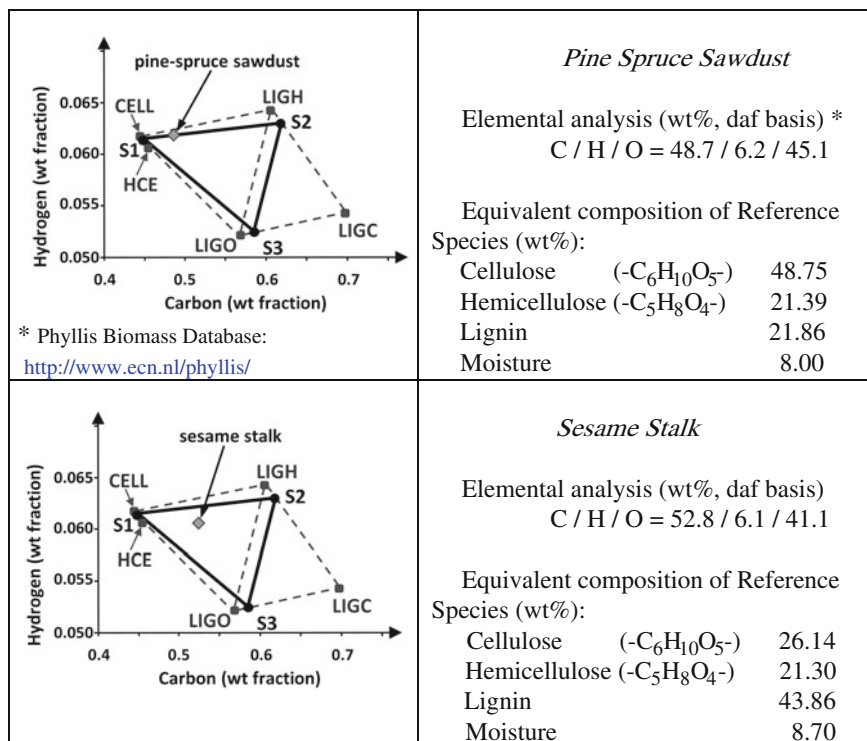 Hydrogen (wt fraction)
0.065
0.060
0.055
0.050
pine-spruce sawdust
CELL
LIGH
S2
S1
HCE
LIGO
S3
LIGC
0.4 0.5 0.6 0.7
Carbon (wt fraction)
* Phyllis Biomass Database:
http://www.ecn.nl/phyllis/
Pine Spruce Sawdust
Elemental analysis (wt%, daf basis) *
C / H / O = 48.7 / 6.2 / 45.1
Equivalent composition of Reference
Species (wt%):
Cellulose (-C6H10O5-) 48.75
Hemicellulose (-C5H8O4-) 21.39
Lignin 21.86
Moisture 8.00
Hydrogen (wt fraction)
0.065
0.060
0.055
0.050
sesame stalk
CELL
LIGH
S2
S1
HCE
LIGO
S3
LIGC
0.4 0.5 0.6 0.7
Carbon (wt fraction)
Sesame Stalk
Elemental analysis (wt%, daf basis)
C / H / O = 52.8 / 6.1 / 41.1
Equivalent composition of Reference
Species (wt%):
Cellulose (-C6H10O5-) 26.14
Hemicellulose (-C5H8O4-) 21.30
Lignin 43.86
Moisture 8.70